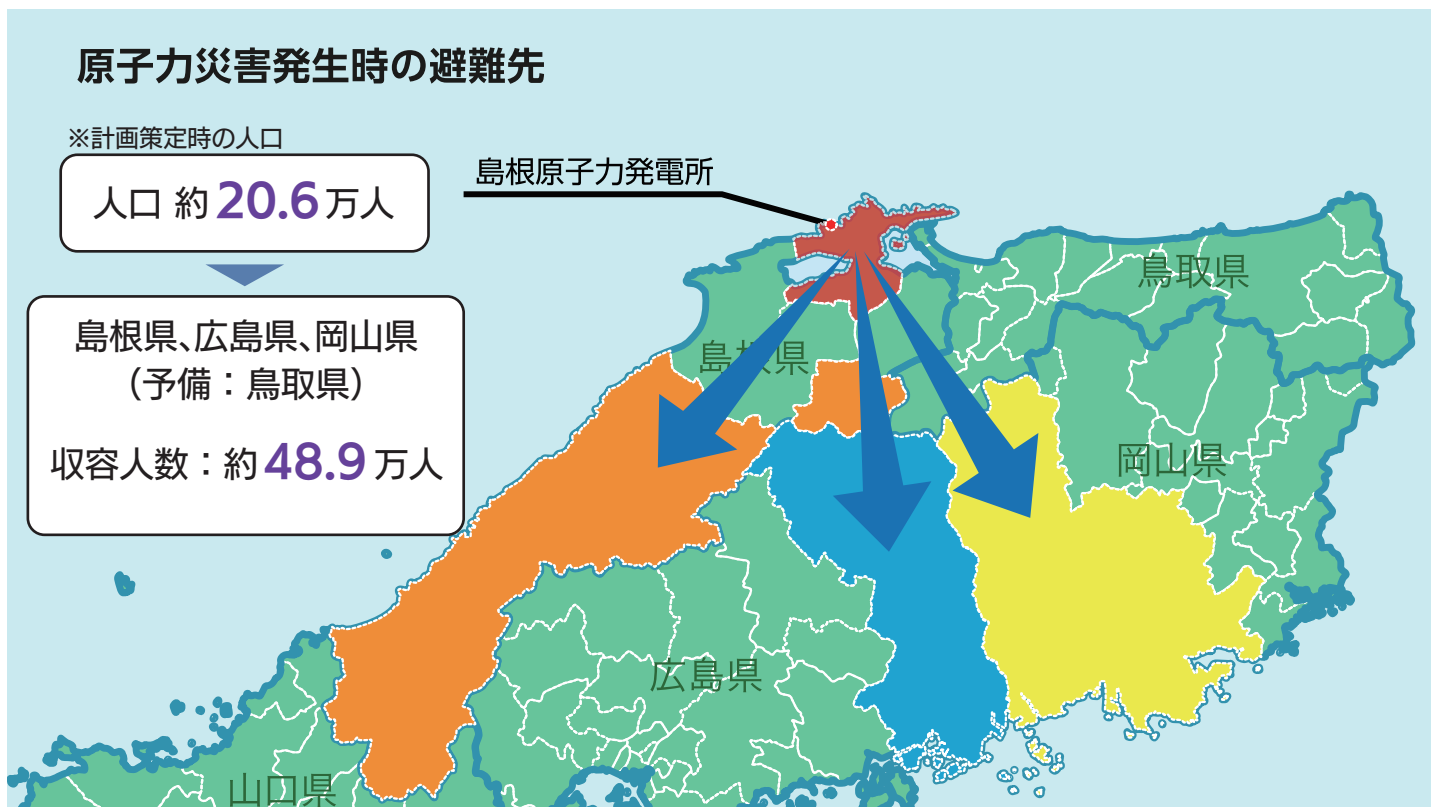 原子力災害発生時の避難先
※計画策定時の人口
人口 約20.6万人
島根原子力発電所
島根県、広島県、岡山県
(予備：鳥取県)
収容人数：約48.9万人
鳥取県
島根県
岡山県
広島県
山口県